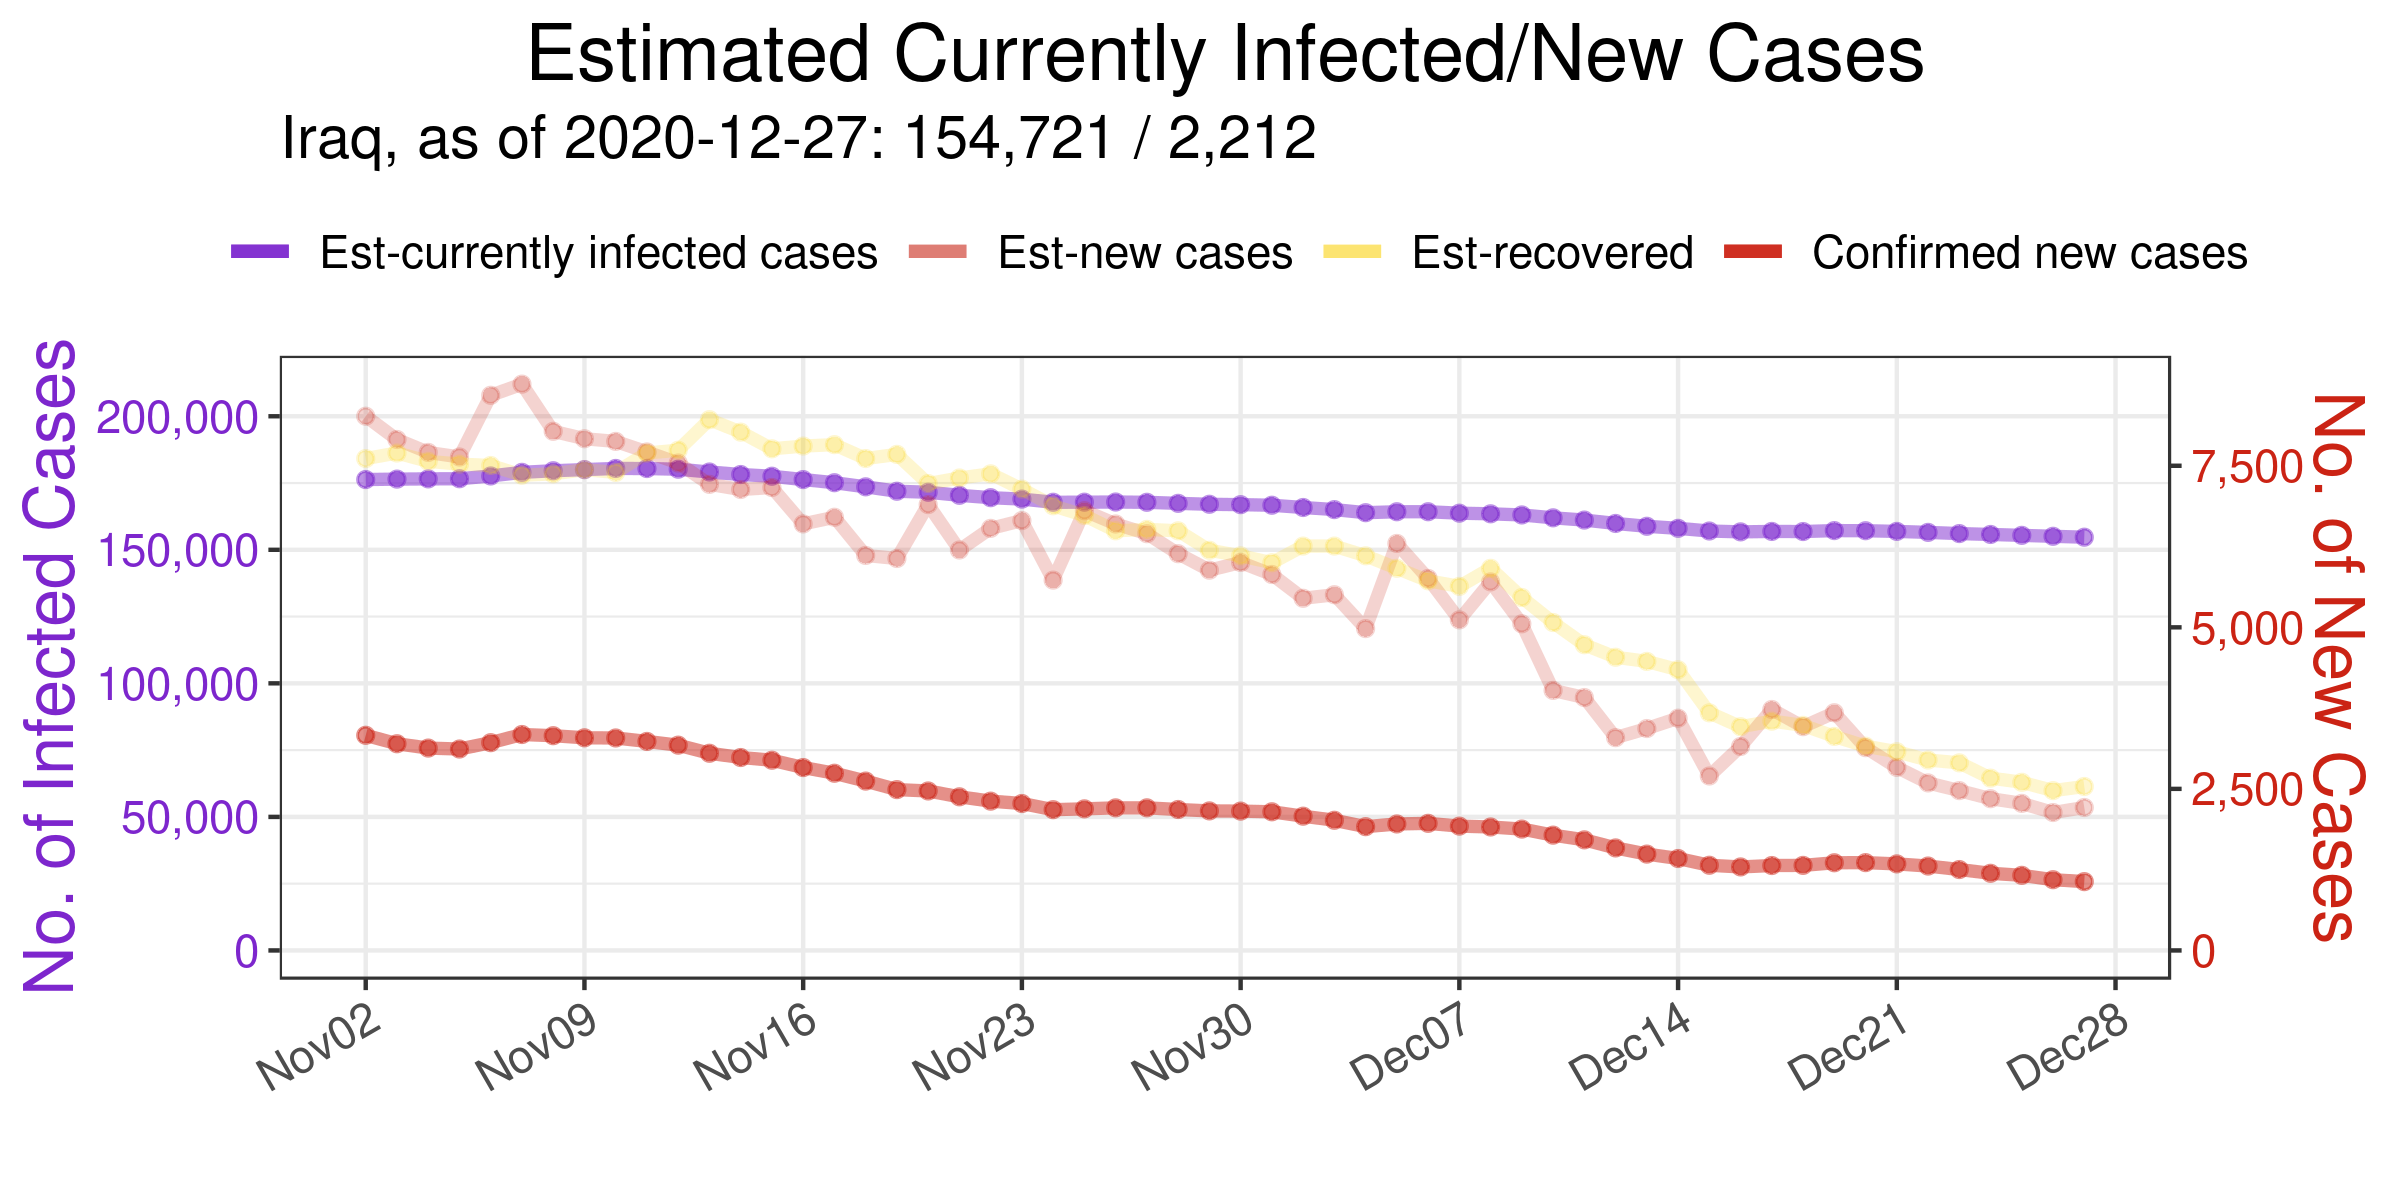 Estimated Currently Infected/New Cases
Iraq, as of 2020-12-27: 154,721 / 2,212
Est-currently infected cases Est-new cases Est-recovered Confirmed new cases
No. of Infected Cases
200,000
150,000
100,000
50,000
0
7,500
5,000
2,500
0
No. of New Cases
Nov02 Nov09 Nov16 Nov23 Nov30 Dec07 Dec14 Dec21 Dec28